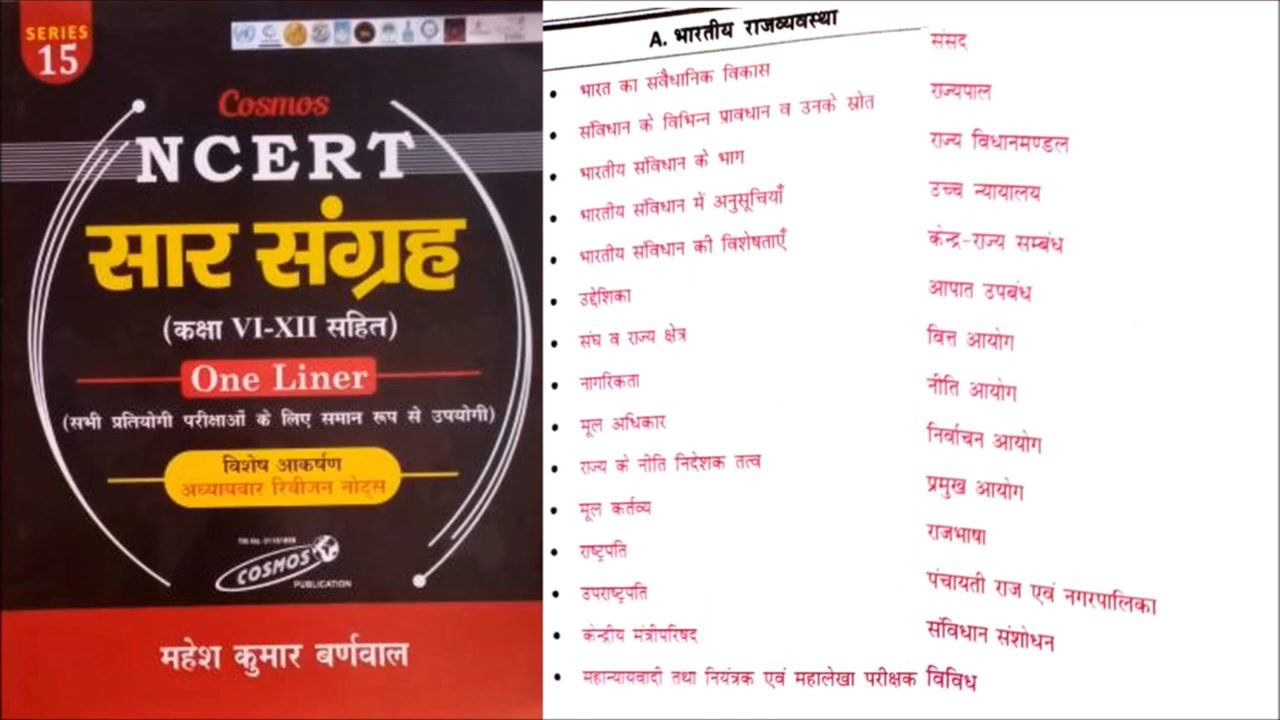 SERIES
15
Cosmos
NCERT
सार संग्रह
(कक्षा VI-XII सहित)
One Liner
(सभी प्रतियोगी परीक्षाओं के लिए समान रूप से उपयोगी)
विशेष आकर्षण
अध्यायवार रिवीजन नोट्स
COSMOS
PUBLICATION
महेश कुमार बर्णवाल
A. भारतीय राजव्यवस्था
• भारत का संवैधानिक विकास
• संविधान के विभिन्न प्रावधान व उनके स्रोत
• भारतीय संविधान के भाग
• भारतीय संविधान में अनुसूचियाँ
• भारतीय संविधान की विशेषताएँ
• उद्देशिका
• संघ व राज्य क्षेत्र
• नागरिकता
• मूल अधिकार
• राज्य के नीति निदेशक तत्व
• मूल कर्तव्य
• राष्ट्रपति
• उपराष्ट्रपति
• केन्द्रीय मंत्रीपरिषद
• महान्यायवादी तथा नियंत्रक एवं महालेखा परीक्षक
संसद
राज्यपाल
राज्य विधानमण्डल
उच्च न्यायालय
केन्द्र-राज्य सम्बंध
आपात उपबंध
वित्त आयोग
नीति आयोग
निर्वाचन आयोग
प्रमुख आयोग
राजभाषा
पंचायती राज एवं नगरपालिका
संविधान संशोधन
विविध